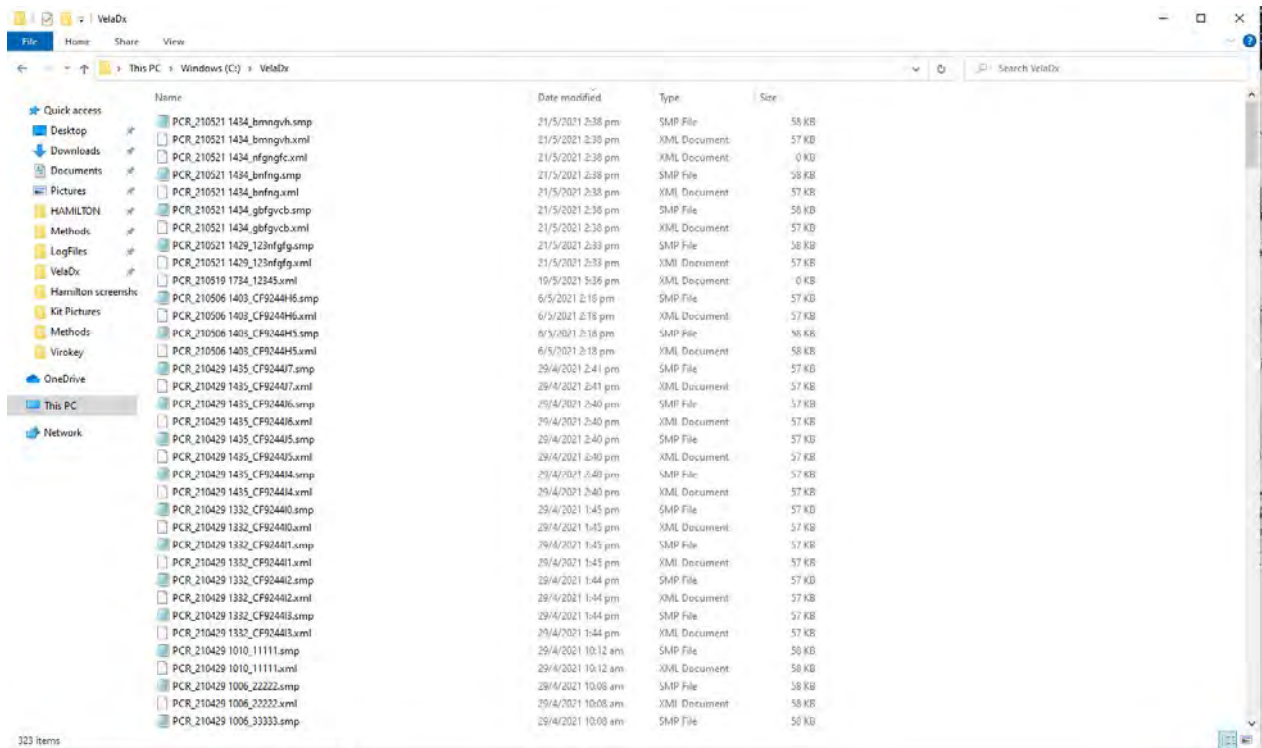 VelaDx
File Home Share View
This PC > Windows (C:) > VelaDx
Search VelaDx
Name Date modified Type Size
Quick access
Desktop
Downloads
Documents
Pictures
HAMILTON
Methods
LogFiles
VelaDx
Hamilton screensho
Kit Pictures
Methods
Virokey
OneDrive
This PC
Network
PCR_210521 1434_bmngvh.smp 21/5/2021 2:38 pm SMP File 58 KB
PCR_210521 1434_bmngvh.xml 21/5/2021 2:38 pm XML Document 57 KB
PCR_210521 1434_nfgngfc.xml 21/5/2021 2:38 pm XML Document 0 KB
PCR_210521 1434_bnfng.smp 21/5/2021 2:38 pm SMP File 58 KB
PCR_210521 1434_bnfng.xml 21/5/2021 2:38 pm XML Document 57 KB
PCR_210521 1434_gbfgvcb.smp 21/5/2021 2:38 pm SMP File 58 KB
PCR_210521 1434_gbfgvcb.xml 21/5/2021 2:38 pm XML Document 57 KB
PCR_210521 1429_123nfgfg.smp 21/5/2021 2:33 pm SMP File 58 KB
PCR_210521 1429_123nfgfg.xml 21/5/2021 2:33 pm XML Document 57 KB
PCR_210519 1734_12345.xml 19/5/2021 5:36 pm XML Document 0 KB
PCR_210506 1403_CF9244H6.smp 6/5/2021 2:18 pm SMP File 57 KB
PCR_210506 1403_CF9244H6.xml 6/5/2021 2:18 pm XML Document 57 KB
PCR_210506 1403_CF9244H5.smp 6/5/2021 2:18 pm SMP File 58 KB
PCR_210506 1403_CF9244H5.xml 6/5/2021 2:18 pm XML Document 58 KB
PCR_210429 1435_CF9244J7.smp 29/4/2021 2:41 pm SMP File 57 KB
PCR_210429 1435_CF9244J7.xml 29/4/2021 2:41 pm XML Document 57 KB
PCR_210429 1435_CF9244J6.smp 29/4/2021 2:40 pm SMP File 57 KB
PCR_210429 1435_CF9244J6.xml 29/4/2021 2:40 pm XML Document 57 KB
PCR_210429 1435_CF9244J5.smp 29/4/2021 2:40 pm SMP File 57 KB
PCR_210429 1435_CF9244J5.xml 29/4/2021 2:40 pm XML Document 57 KB
PCR_210429 1435_CF9244J4.smp 29/4/2021 2:40 pm SMP File 57 KB
PCR_210429 1435_CF9244J4.xml 29/4/2021 2:40 pm XML Document 57 KB
PCR_210429 1332_CF9244I0.smp 29/4/2021 1:45 pm SMP File 57 KB
PCR_210429 1332_CF9244I0.xml 29/4/2021 1:45 pm XML Document 57 KB
PCR_210429 1332_CF9244I1.smp 29/4/2021 1:45 pm SMP File 57 KB
PCR_210429 1332_CF9244I1.xml 29/4/2021 1:45 pm XML Document 57 KB
PCR_210429 1332_CF9244I2.smp 29/4/2021 1:44 pm SMP File 57 KB
PCR_210429 1332_CF9244I2.xml 29/4/2021 1:44 pm XML Document 57 KB
PCR_210429 1332_CF9244I3.smp 29/4/2021 1:44 pm SMP File 57 KB
PCR_210429 1332_CF9244I3.xml 29/4/2021 1:44 pm XML Document 57 KB
PCR_210429 1010_11111.smp 29/4/2021 10:12 am SMP File 58 KB
PCR_210429 1010_11111.xml 29/4/2021 10:12 am XML Document 58 KB
PCR_210429 1006_22222.smp 29/4/2021 10:08 am SMP File 58 KB
PCR_210429 1006_22222.xml 29/4/2021 10:08 am XML Document 58 KB
PCR_210429 1006_33333.smp 29/4/2021 10:08 am SMP File 58 KB
323 items